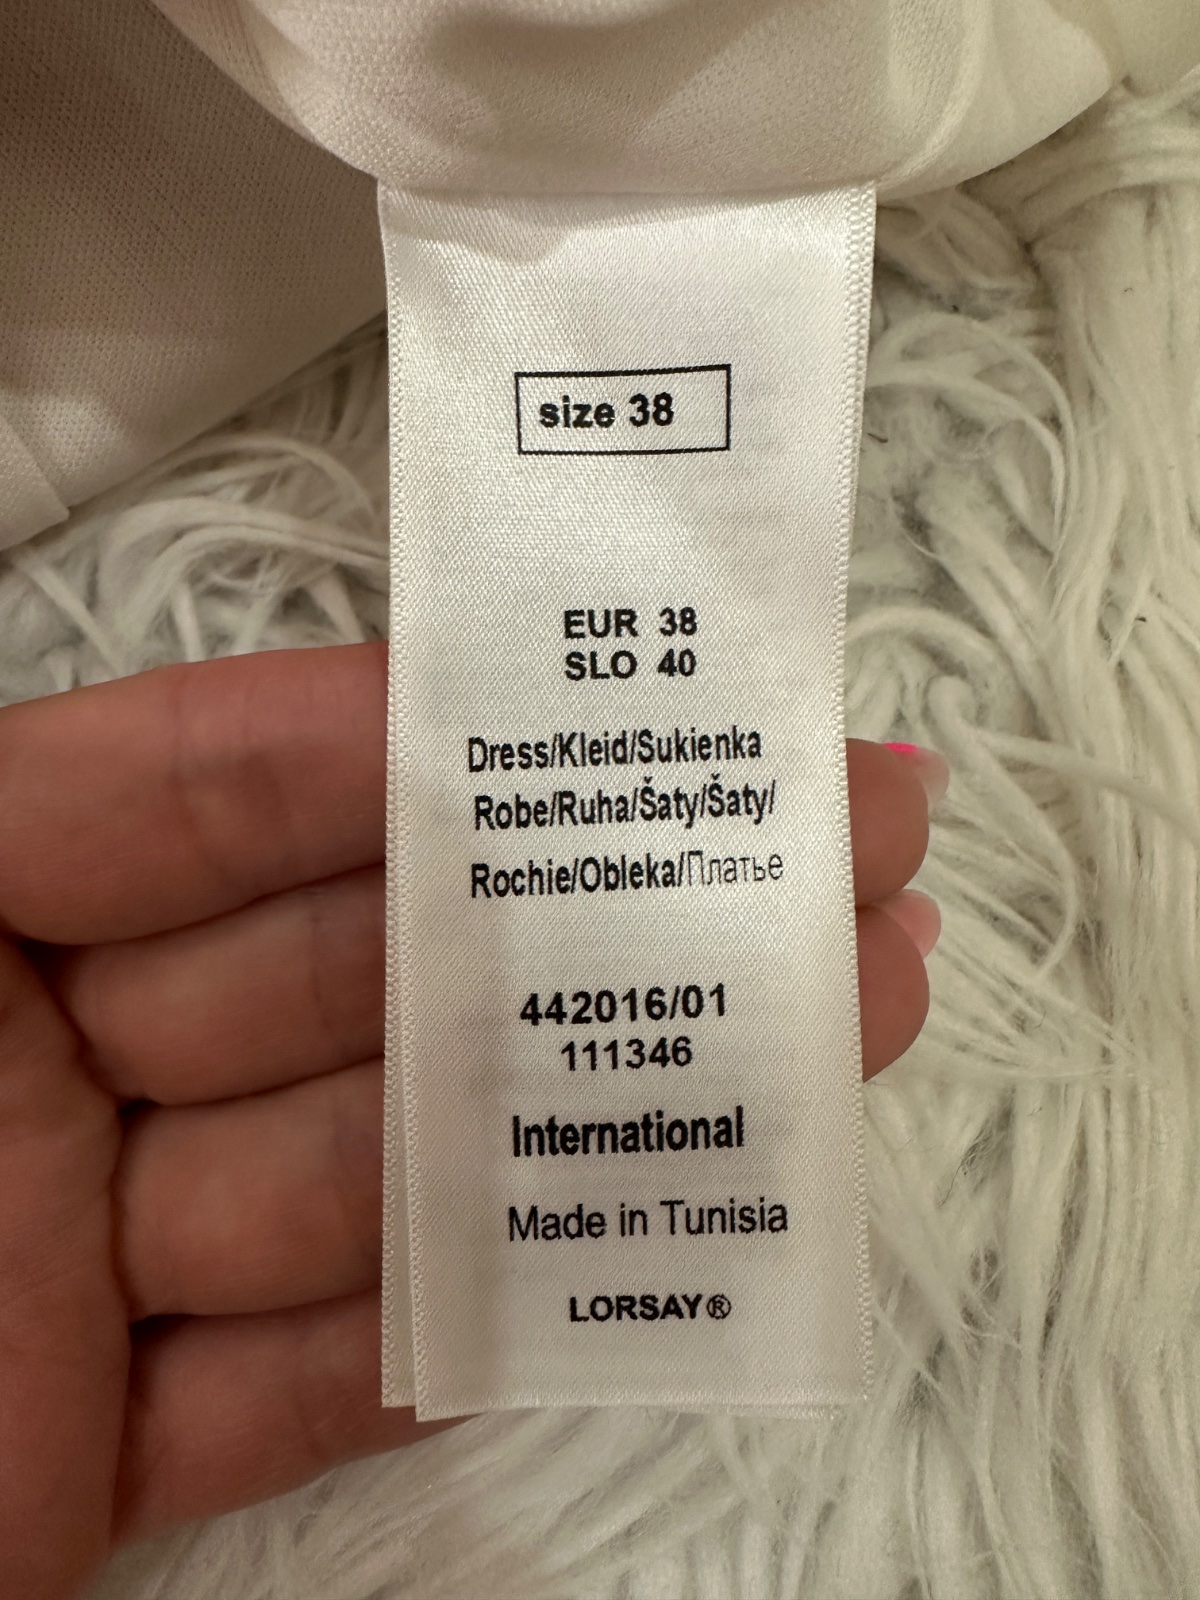 size 38
EUR 38
SLO 40
Dress/Kleid/Sukienka
Robe/Ruha/Šaty/Šaty/
Rochie/Obleka/Платье
442016/01
111346
International
Made in Tunisia
LORSAY®